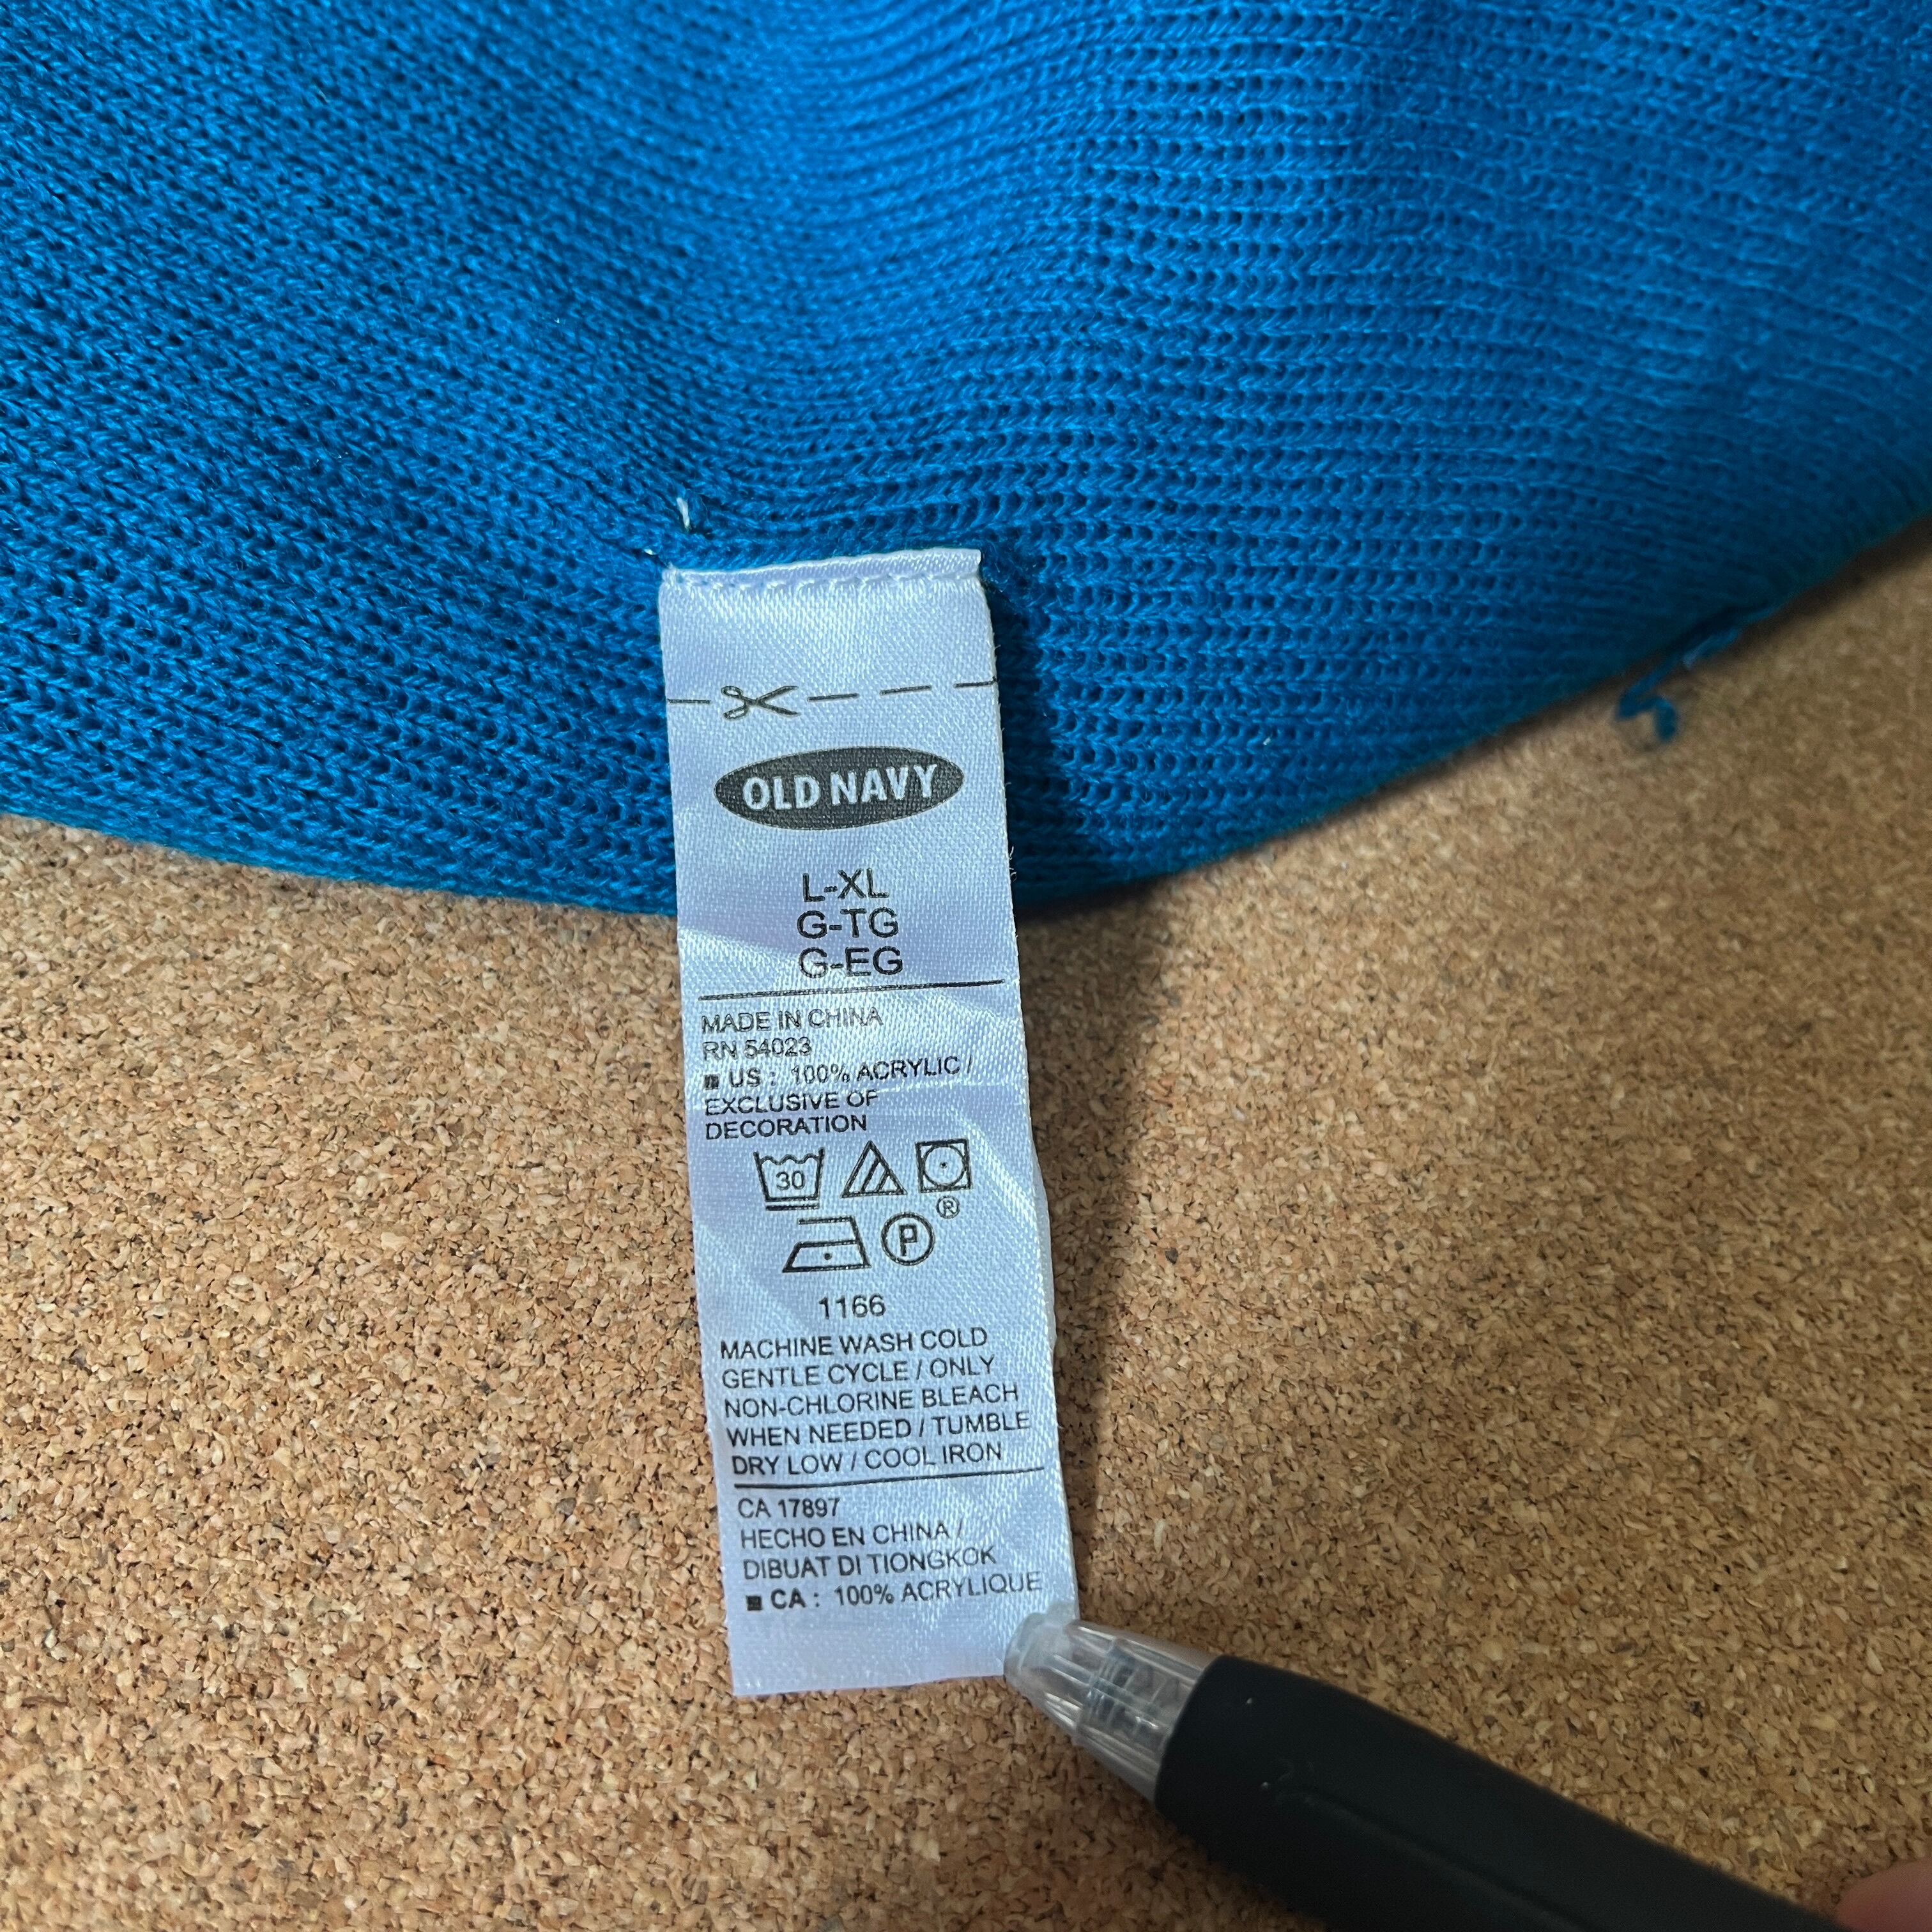 OLD NAVY
L-XL
G-TG
G-EG
MADE IN CHINA
RN 54023
■ US : 100% ACRYLIC /
EXCLUSIVE OF
DECORATION
30
®
P
1166
MACHINE WASH COLD
GENTLE CYCLE / ONLY
NON-CHLORINE BLEACH
WHEN NEEDED / TUMBLE
DRY LOW / COOL IRON
CA 17897
HECHO EN CHINA /
DIBUAT DI TIONGKOK
■ CA : 100% ACRYLIQUE